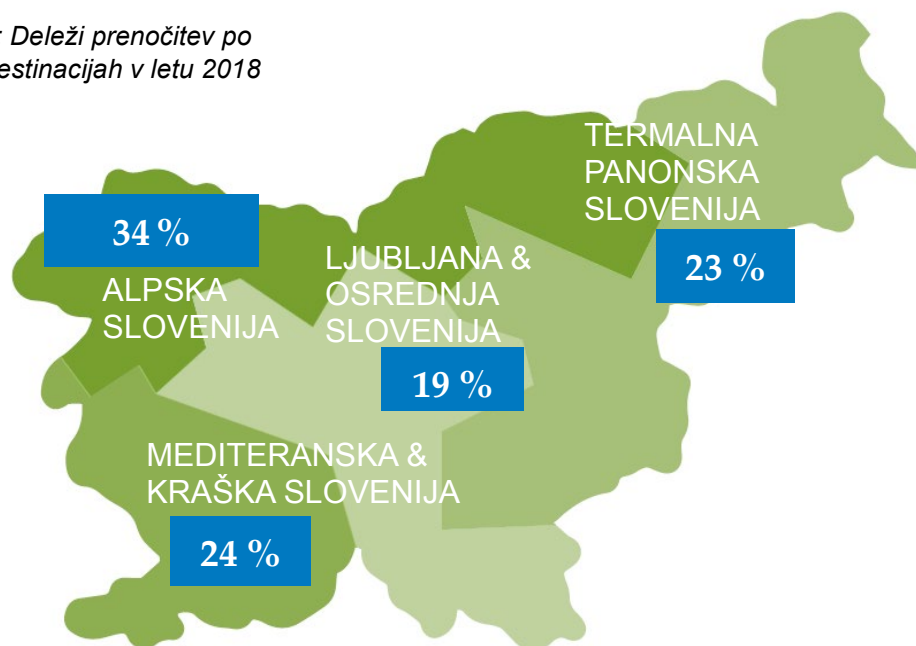 : Deleži prenočitev po
estinacijah v letu 2018
TERMALNA
PANONSKA
SLOVENIJA
23 %
34 %
ALPSKA
SLOVENIJA
LJUBLJANA &
OSREDNJA
SLOVENIJA
19 %
MEDITERANSKA &
KRAŠKA SLOVENIJA
24 %